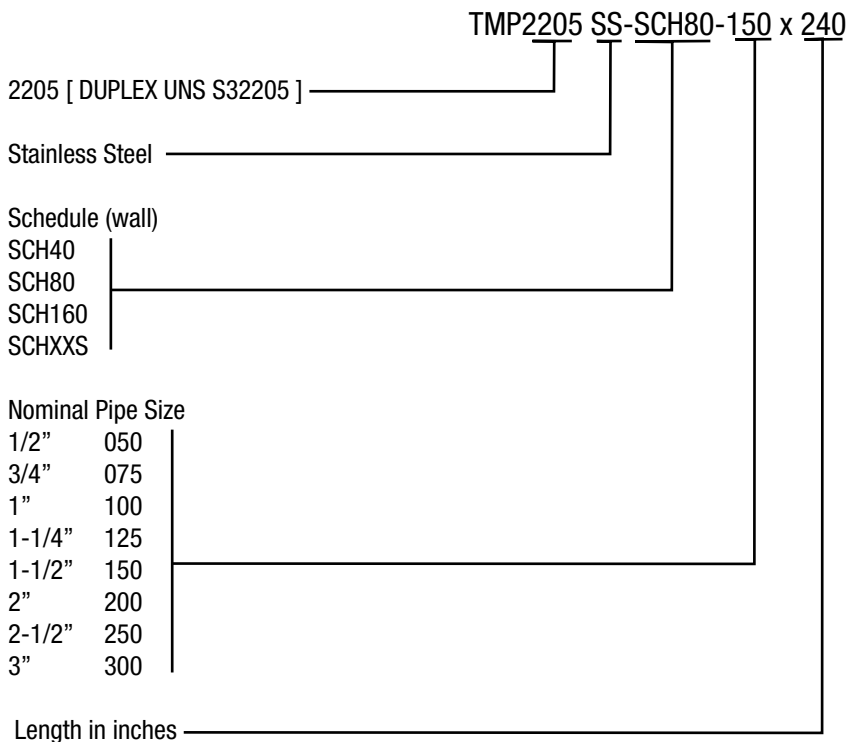 TMP2205 SS-SCH80-150 x 240
2205 [ DUPLEX UNS S32205 ]
Stainless Steel
Schedule (wall)
SCH40
SCH80
SCH160
SCHXXS
Nominal Pipe Size
1/2” 050
3/4” 075
1” 100
1-1/4” 125
1-1/2” 150
2” 200
2-1/2” 250
3” 300
Length in inches